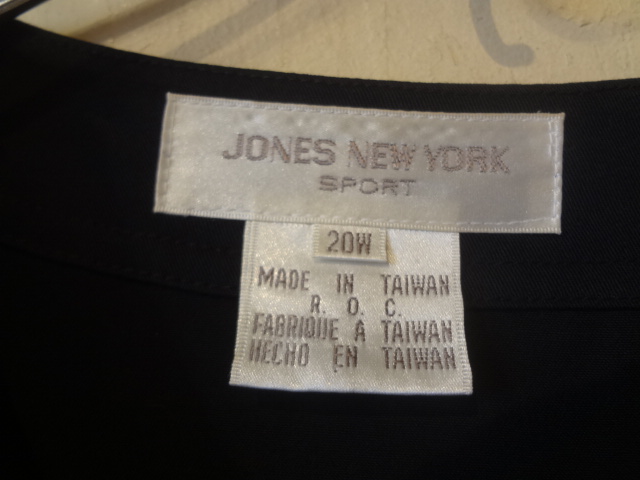 JONES NEW YORK
SPORT
20W
MADE IN TAIWAN
R. O. C.
FABRIQUE À TAIWAN
HECHO EN TAIWAN